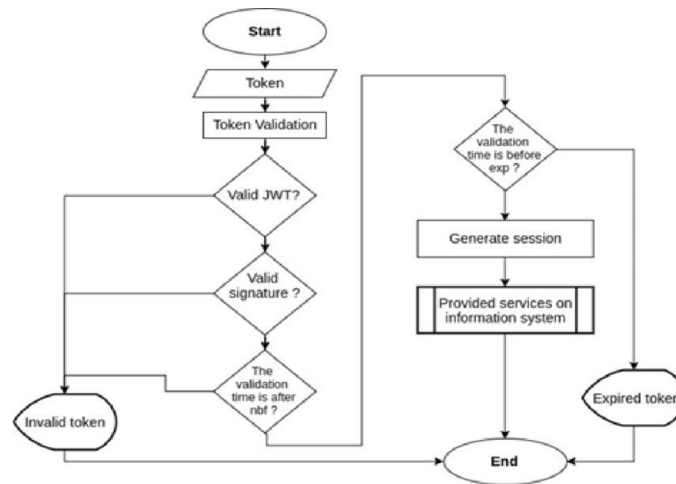 Start
Token
Token Validation
Valid JWT?
Valid
signature ?
The
validation
time is after
nbf ?
Invalid token
The
validation
time is before
exp ?
Generate session
Provided services on
information system
Expired token
End